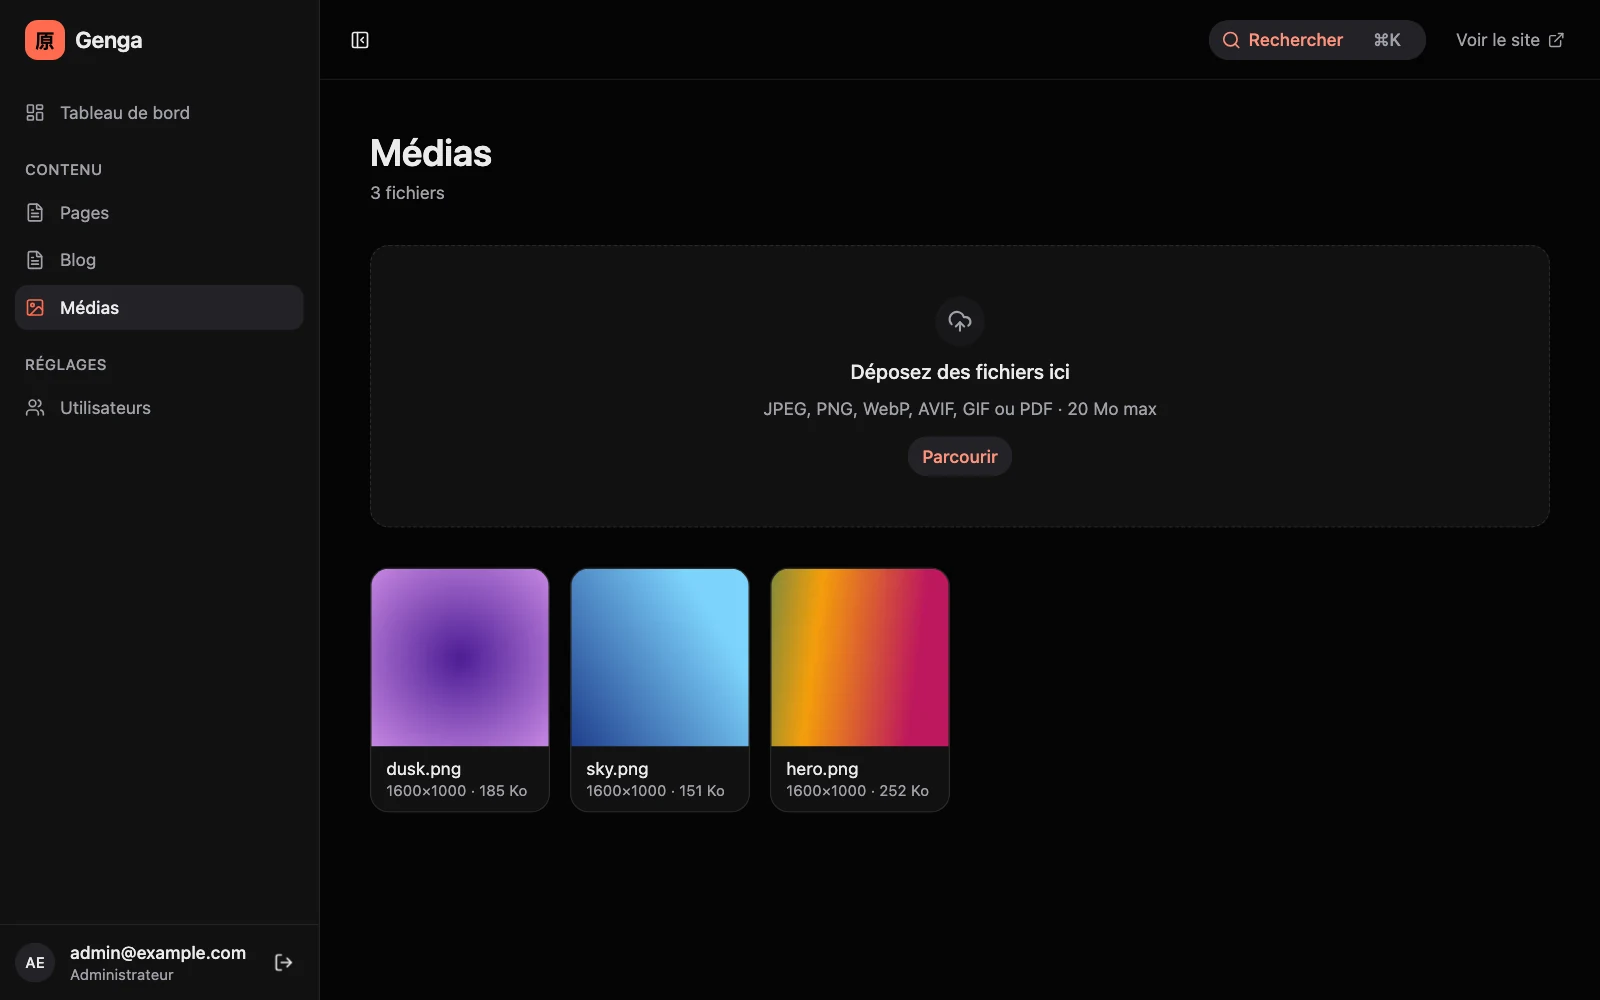 原 Genga
Tableau de bord
CONTENU
Pages
Blog
Médias
RÉGLAGES
Utilisateurs
AE
admin@example.com
Administrateur
Rechercher ⌘K
Voir le site
Médias
3 fichiers
Déposez des fichiers ici
JPEG, PNG, WebP, AVIF, GIF ou PDF · 20 Mo max
Parcourir
dusk.png
1600×1000 · 185 Ko
sky.png
1600×1000 · 151 Ko
hero.png
1600×1000 · 252 Ko